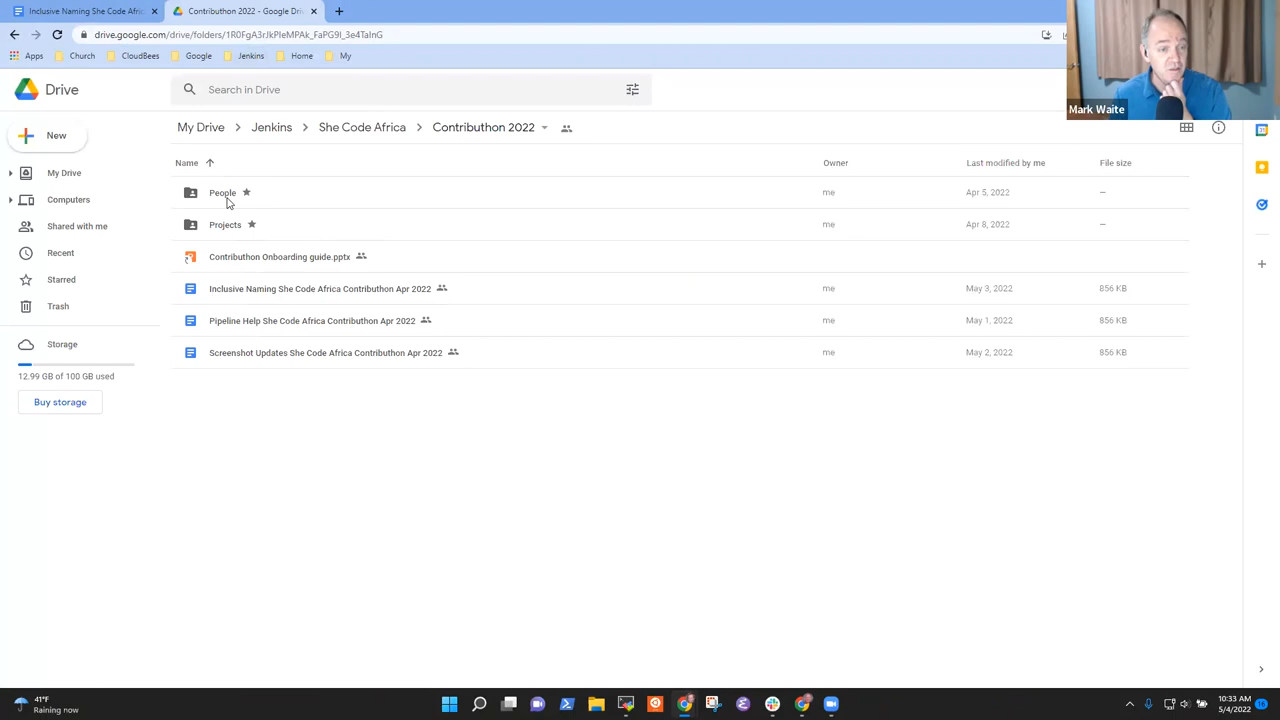 Inclusive Naming She Code Afric
Contributhon 2022 - Google Driv
drive.google.com/drive/folders/1R0FgA3rJkPIeMPAk_FaPG9I_3e4TaInG
Apps
Church
CloudBees
Google
Jenkins
Home
My
Mark Waite
Drive
Search in Drive
New
My Drive
Jenkins
She Code Africa
Contributhon 2022
Name
Owner
Last modified by me
File size
My Drive
Computers
Shared with me
Recent
Starred
Trash
Storage
12.99 GB of 100 GB used
Buy storage
People me Apr 5, 2022 –
Projects me Apr 8, 2022 –
Contributhon Onboarding guide.pptx
Inclusive Naming She Code Africa Contributhon Apr 2022 me May 3, 2022 856 KB
Pipeline Help She Code Africa Contributhon Apr 2022 me May 1, 2022 856 KB
Screenshot Updates She Code Africa Contributhon Apr 2022 me May 2, 2022 856 KB
41°F
Raining now
10:33 AM
5/4/2022
16